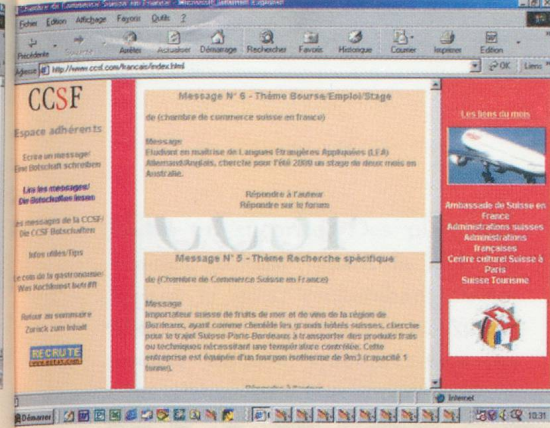 Chambre de Commerce Suisse en France - Microsoft Internet Explorer
Fichier Edition Affichage Favoris Outils ?
Précédente Arrêter Actualiser Démarrage Rechercher Favoris Historique Courrier Imprimer Edition
Adresse http://www.ccsf.com/francais/index.html OK Liens
CCSF
Espace adhérents
Ecrire un message/
Eine Botschaft schreiben
Lire les messages/
Die Botschaften lesen
Les messages de la CCSF/
Die CCSF Botschaften
Infos utiles/Tips
Le coin de la gastronomie/
Was Kochkunst betrifft
Retour au sommaire
Zurück zum Inhalt
RECRUTE
CCSF
Message N° 6 - Thème Bourse/Emploi/Stage
de (chambre de commerce suisse en france)
Message
Etudiant en maîtrise de Langues Etrangères Appliquées (LEA)
Allemand/Anglais, cherche pour l'été 2000 un stage de deux mois en
Australie.
Répondre à l'auteur
Répondre sur le forum
Message N° 5 - Thème Recherche spécifique
de (Chambre de Commerce Suisse en France)
Message
Importateur suisse de fruits de mer et de vins de la région de
Bordeaux, ayant comme clientèle les grands hôtels suisses, cherche
pour la trajet Suisse-Paris-Bordeaux à transporter des produits frais
ou techniques nécessitant une température contrôlée. Cette
entreprise est équipée d'un fourgon isotherme de 9m3 (capacité 1
tonne).
Répondre à l'auteur
Les liens du mois
Ambassade de Suisse en
France
Administrations suisses
Administrations
françaises
Centre culturel Suisse à
Paris
Suisse Tourisme
Internet
Démarrer
10:31